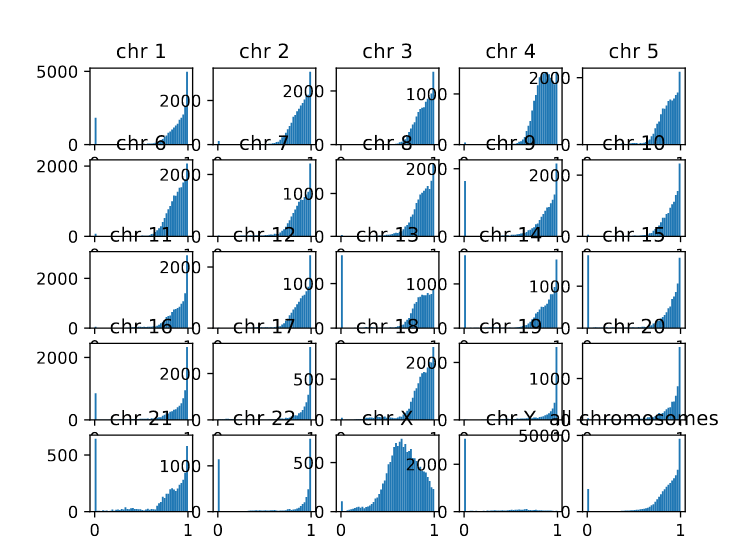 chr 1 chr 2 chr 3 chr 4 chr 5
5000 2000 2000 1000 2000
0 0 0 0 0
chr 6 chr 7 chr 8 chr 9 chr 10
2000 1000 2000 2000
0 0 0 0 0
chr 11 chr 12 chr 13 chr 14 chr 15
2000 2000 1000 1000
0 0 0 0 0
chr 16 chr 17 chr 18 chr 19 chr 20
2000 2000 500 2000 1000
0 0 0 0 0
chr 21 chr 22 chr X chr Y all chromosomes
500 1000 500 2000 50000
0 0 0 0 0
0 1 0 1 0 1 0 1 0 1